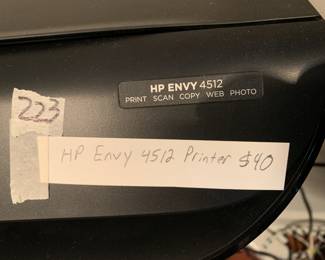 HP ENVY 4512
PRINT SCAN COPY WEB PHOTO
223
HP Envy 4512 Printer $40